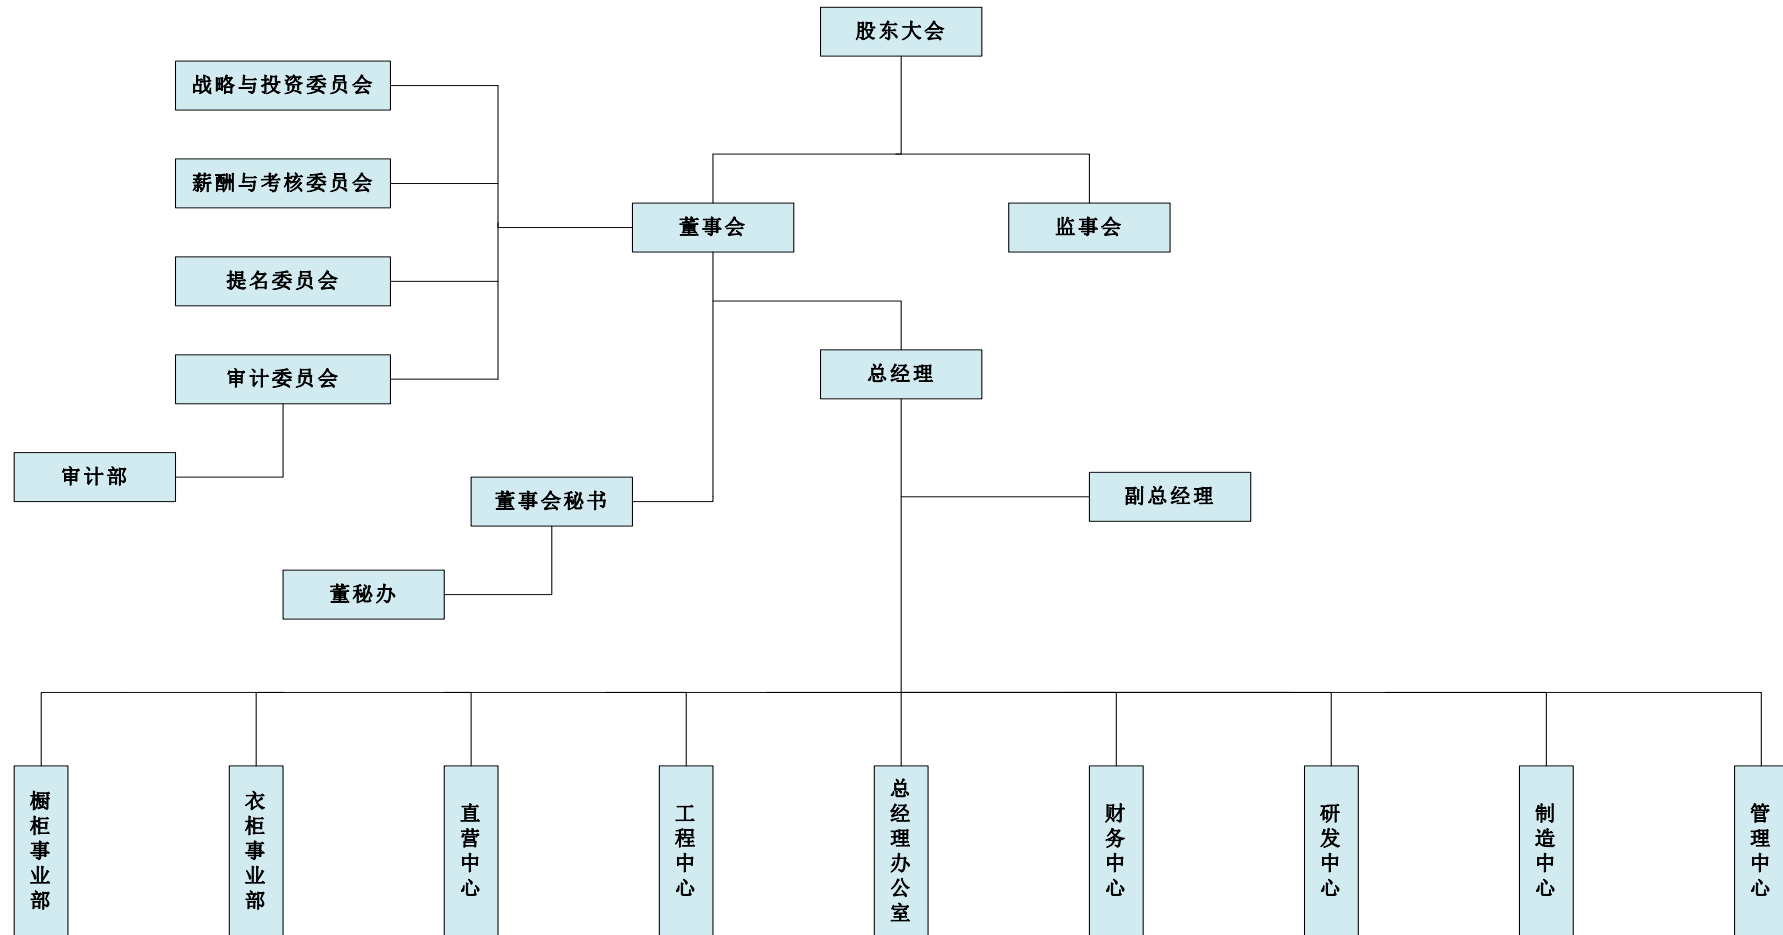 股东大会
战略与投资委员会
薪酬与考核委员会
董事会
监事会
提名委员会
审计委员会
总经理
审计部
董事会秘书
副总经理
董秘办
橱柜事业部
衣柜事业部
直营中心
工程中心
总经理办公室
财务中心
研发中心
制造中心
管理中心